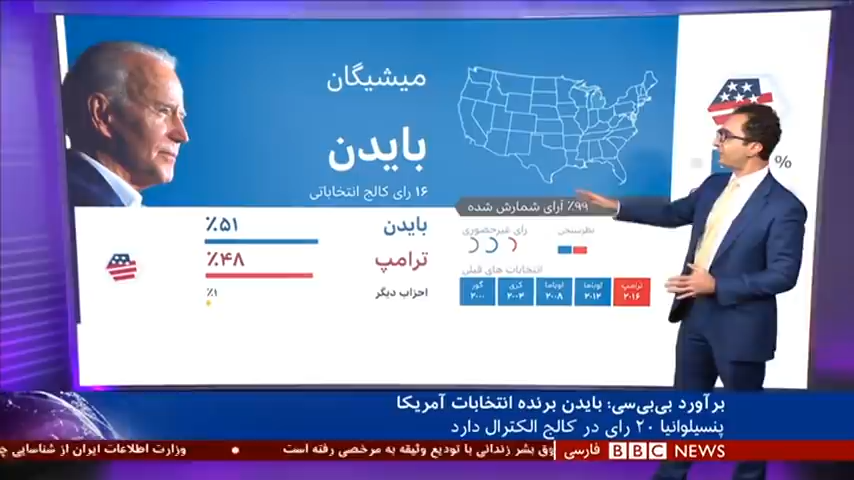 میشیگان
بایدن
۱۶ رای کالج انتخاباتی
%
٪۹۹ آرای شمارش شده
بایدن ٪۵۱
ترامپ ٪۴۸
احزاب دیگر ٪۱
نظرسنجی
رای غیرحضوری
انتخابات های قبلی
ترامپ ۲۰۱۶
اوباما ۲۰۱۲
اوباما ۲۰۰۸
کری ۲۰۰۴
گور ۲۰۰۰
برآورد بی‌بی‌سی: بایدن برنده انتخابات آمریکا
پنسیلوانیا ۲۰ رای در کالج الکترال دارد
BBC NEWS فارسی
وق بشر زندانی با تودیع وثیقه به مرخصی رفته است • وزارت اطلاعات ایران از شناسایی